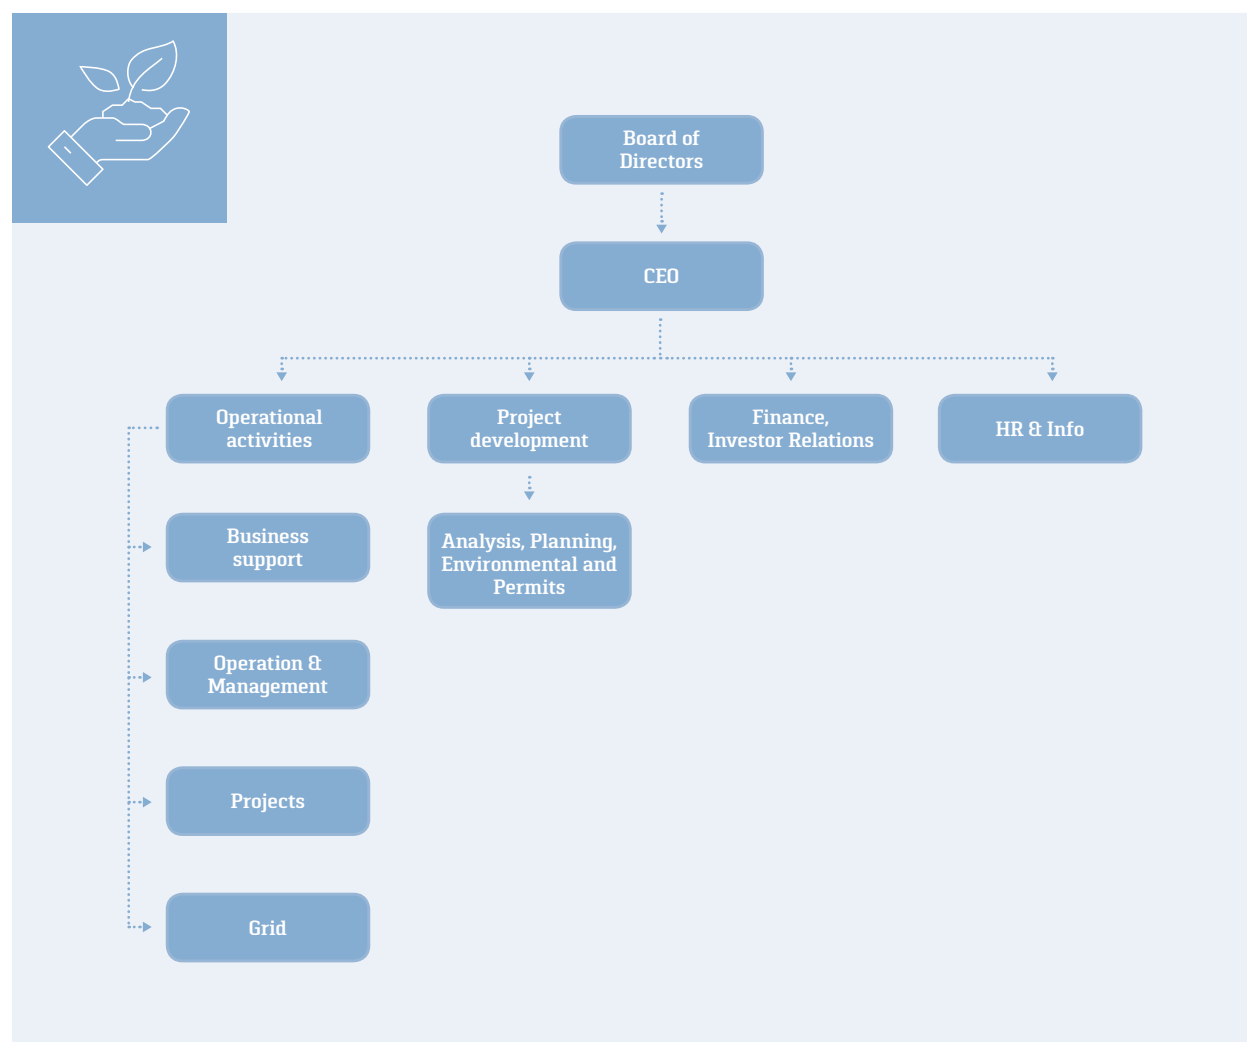 Board of
Directors
CEO
Operational
activities
Project
development
Finance,
Investor Relations
HR & Info
Business
support
Analysis, Planning,
Environmental and
Permits
Operation &
Management
Projects
Grid